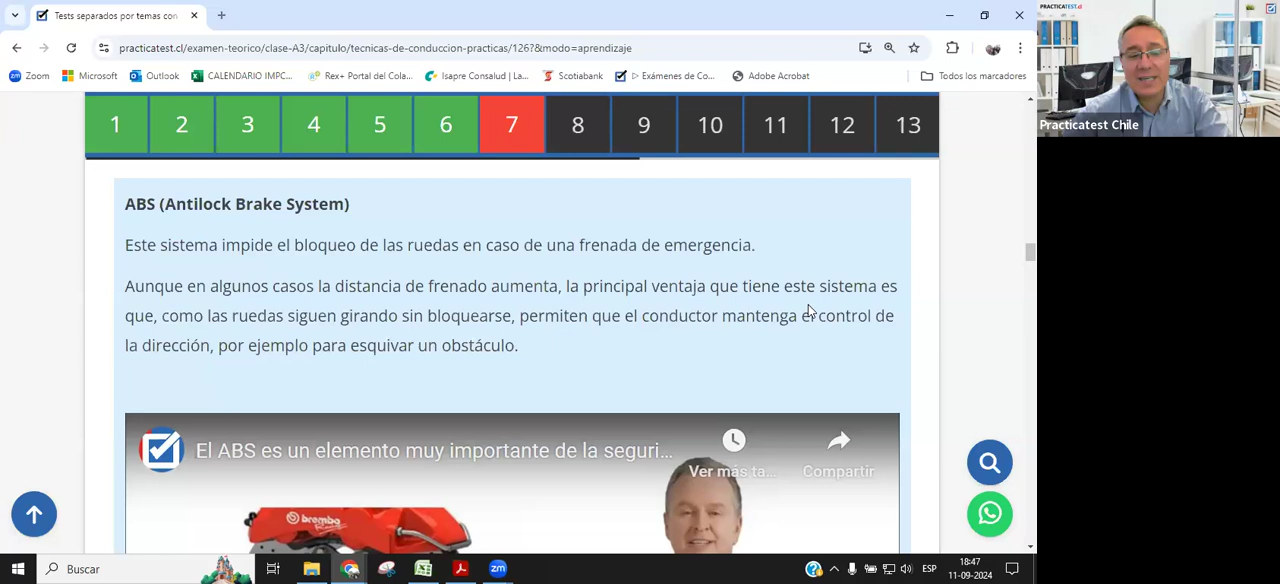 Tests separados por temas con
practicatest.cl/examen-teorico/clase-A3/capitulo/tecnicas-de-conduccion-practicas/1267&modo=aprendizaje
Zoom
Microsoft
Outlook
CALENDARIO IMPC...
Rex+ - Portal del Cola...
Isapre Consalud | La...
Scotiabank
▷ Exámenes de Co...
Adobe Acrobat
Todos los marcadores
PRACTICATEST.cl
Practicatest Chile
1 2 3 4 5 6 7 8 9 10 11 12 13
ABS (Antilock Brake System)
Este sistema impide el bloqueo de las ruedas en caso de una frenada de emergencia.
Aunque en algunos casos la distancia de frenado aumenta, la principal ventaja que tiene este sistema es
que, como las ruedas siguen girando sin bloquearse, permiten que el conductor mantenga el control de
la dirección, por ejemplo para esquivar un obstáculo.
El ABS es un elemento muy importante de la seguri...
Ver más ta...
Compartir
brembo
Buscar
zm
ESP
18:47
11-09-2024